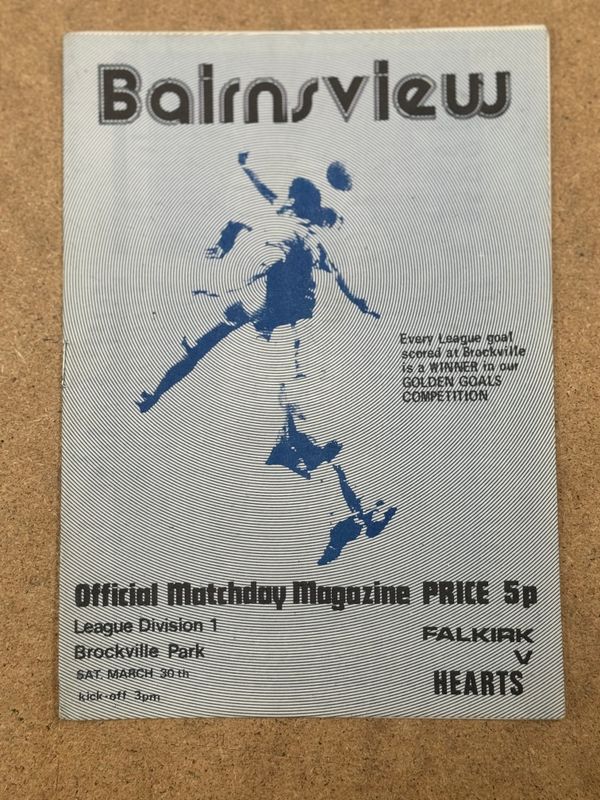 Bairnsview
Every League goal
scored at Brockville
is a WINNER in our
GOLDEN GOALS
COMPETITION
Official Matchday Magazine PRICE 5p
League Division 1
Brockville Park
SAT. MARCH 30th
kick-off 3pm
FALKIRK
V
HEARTS